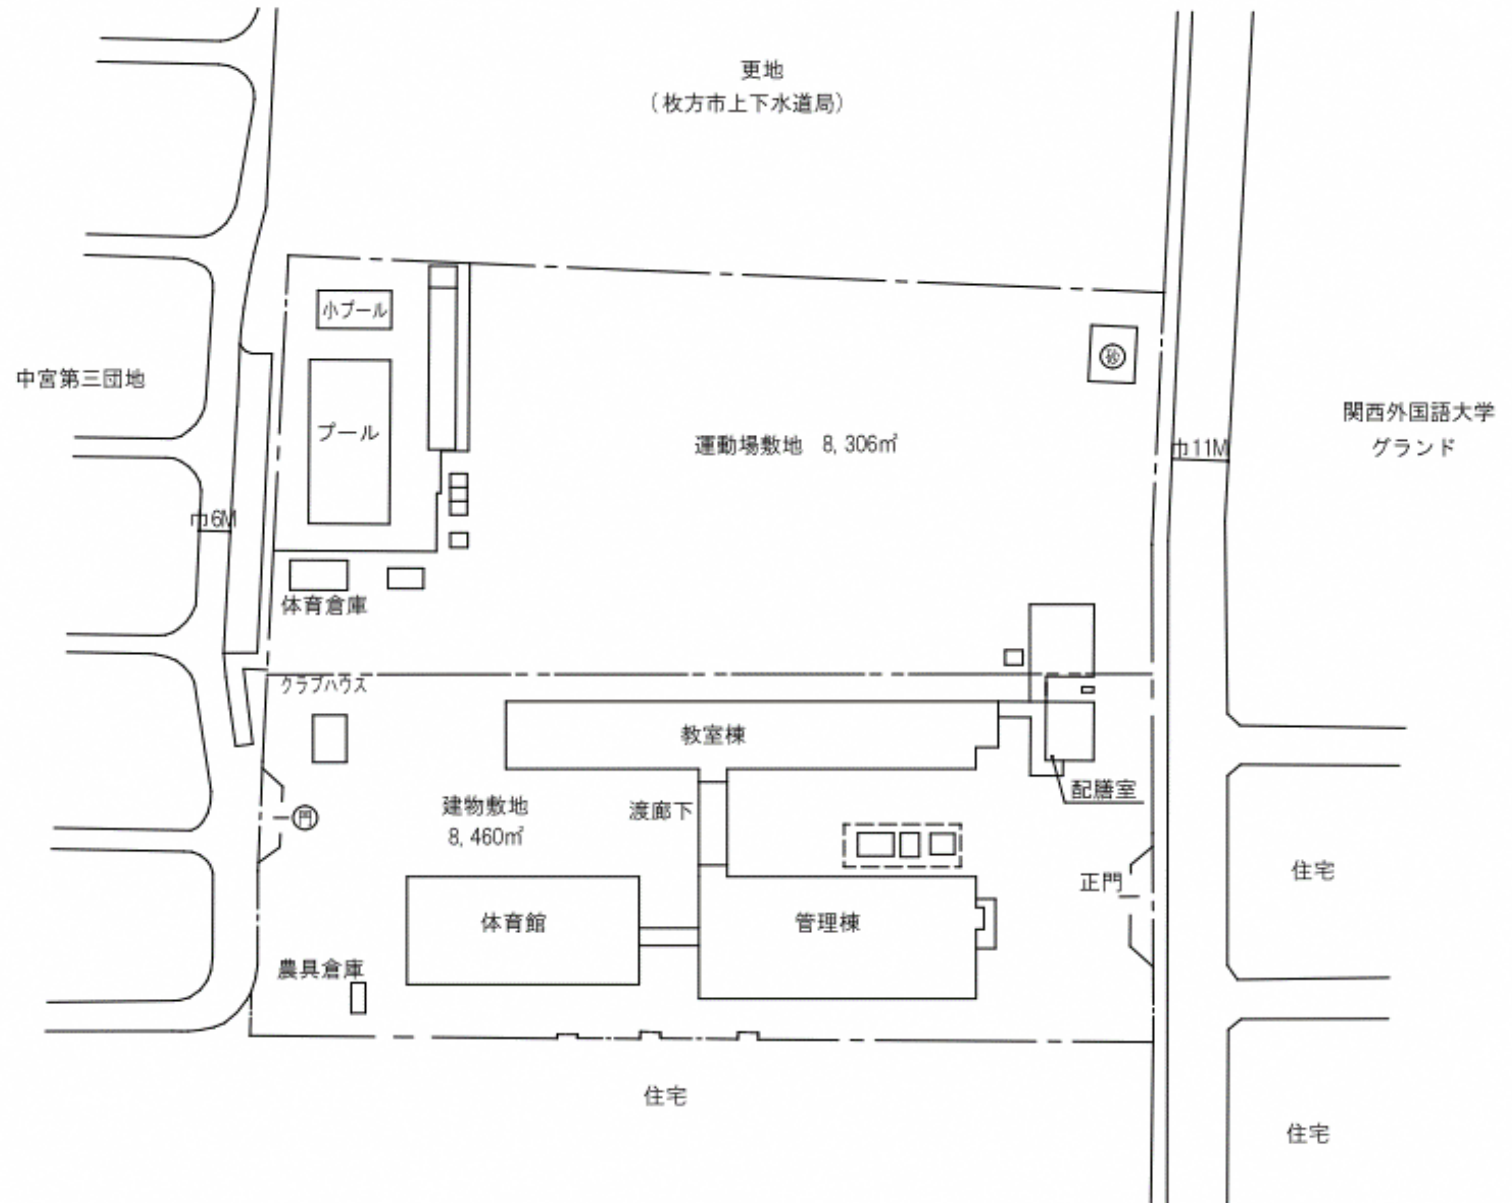 更地
（枚方市上下水道局）
小プール
砂
中宮第三団地
関西外国語大学
グランド
プール
運動場敷地　8,306㎡
巾11M
巾6M
体育倉庫
クラブハウス
教室棟
配膳室
建物敷地
8,460㎡
渡廊下
門
住宅
正門
体育館
管理棟
農具倉庫
住宅
住宅